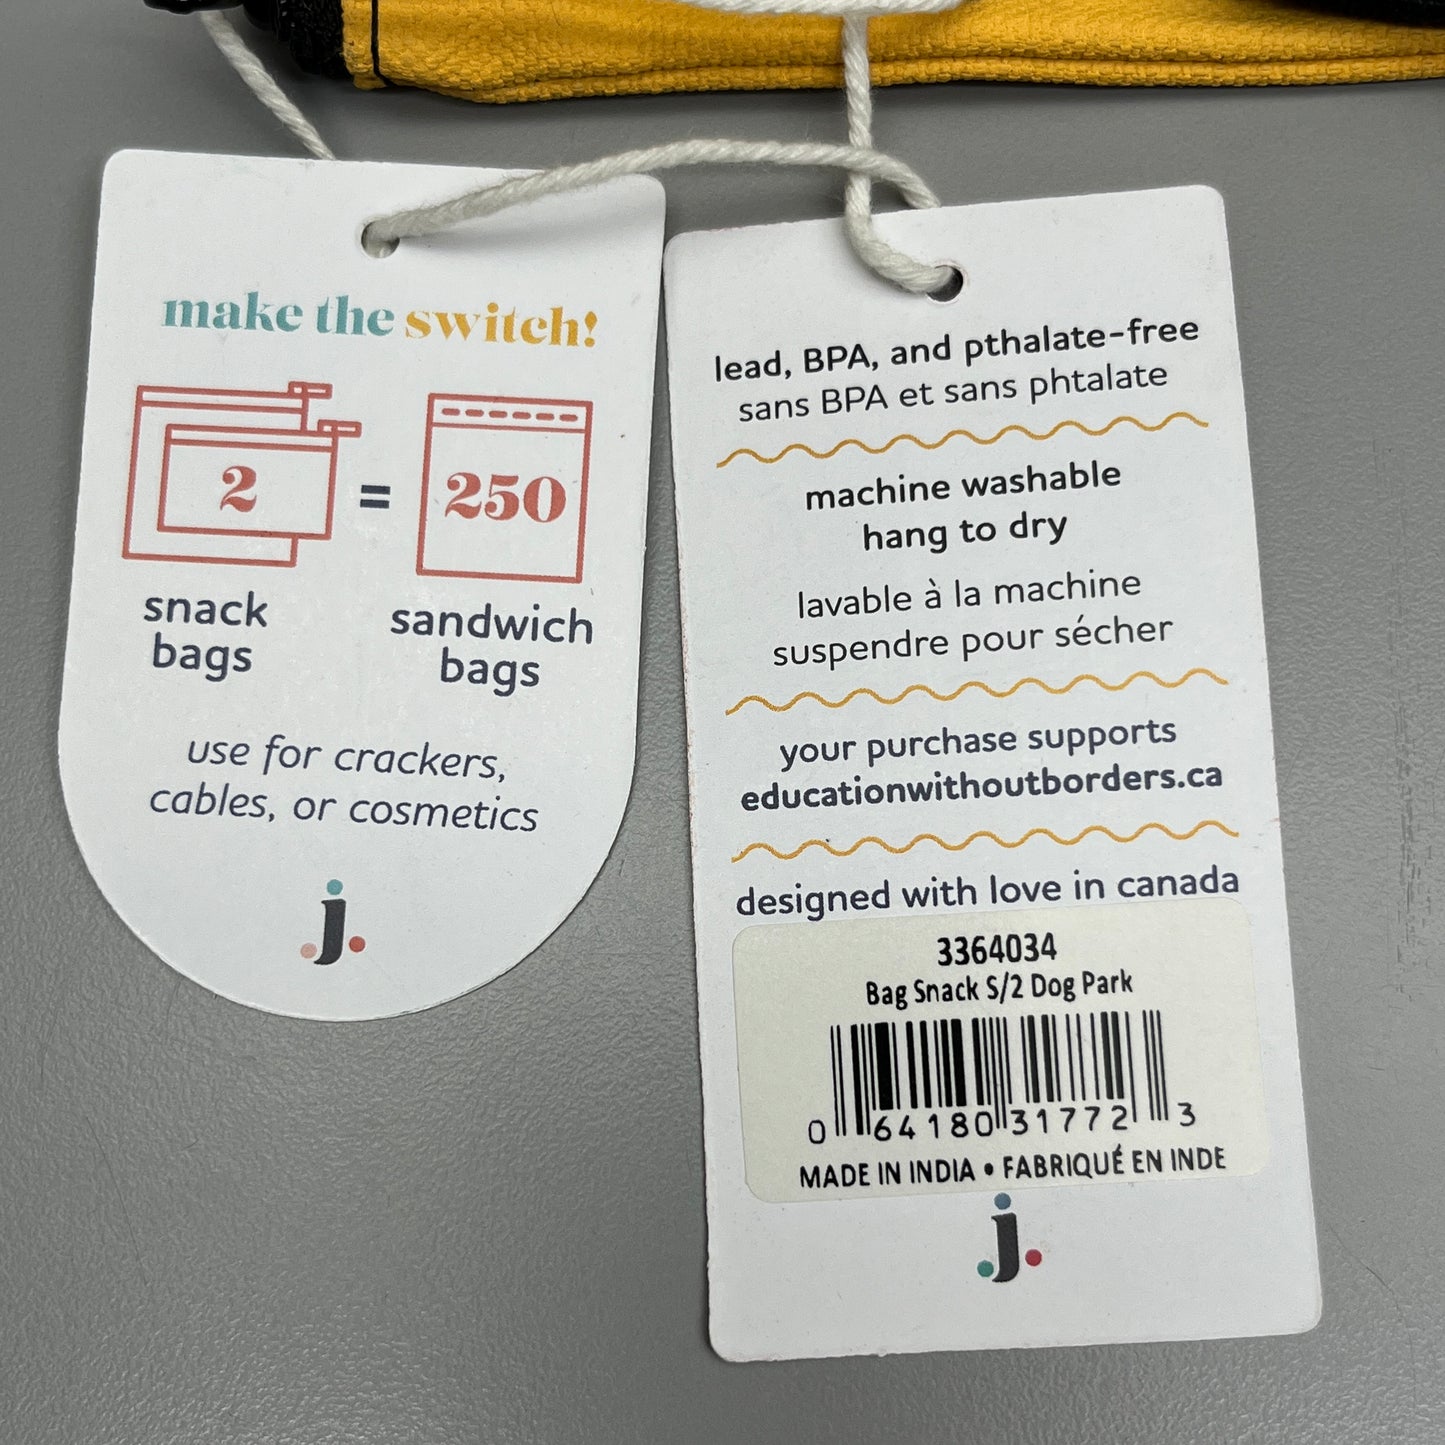 make the switch!
2 = 250
snack
bags
sandwich
bags
use for crackers,
cables, or cosmetics
j.
lead, BPA, and pthalate-free
sans BPA et sans phtalate
machine washable
hang to dry
lavable à la machine
suspendre pour sécher
your purchase supports
educationwithoutborders.ca
designed with love in canada
3364034
Bag Snack S/2 Dog Park
0 64180 31772 3
MADE IN INDIA • FABRIQUÉ EN INDE
j.